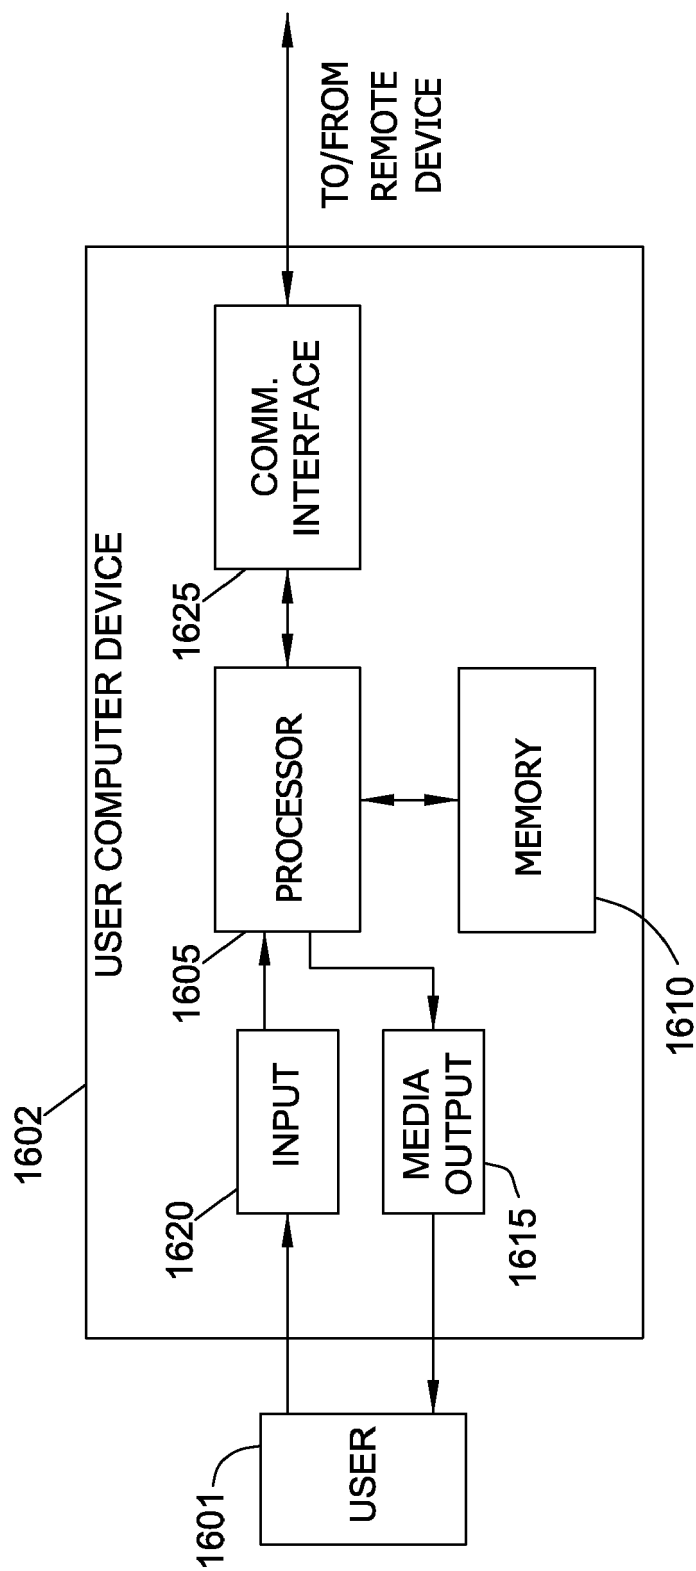 1602
USER COMPUTER DEVICE
1601
USER
1620
INPUT
1605
PROCESSOR
1625
COMM.
INTERFACE
TO/FROM
REMOTE
DEVICE
MEDIA
OUTPUT
1615
MEMORY
1610